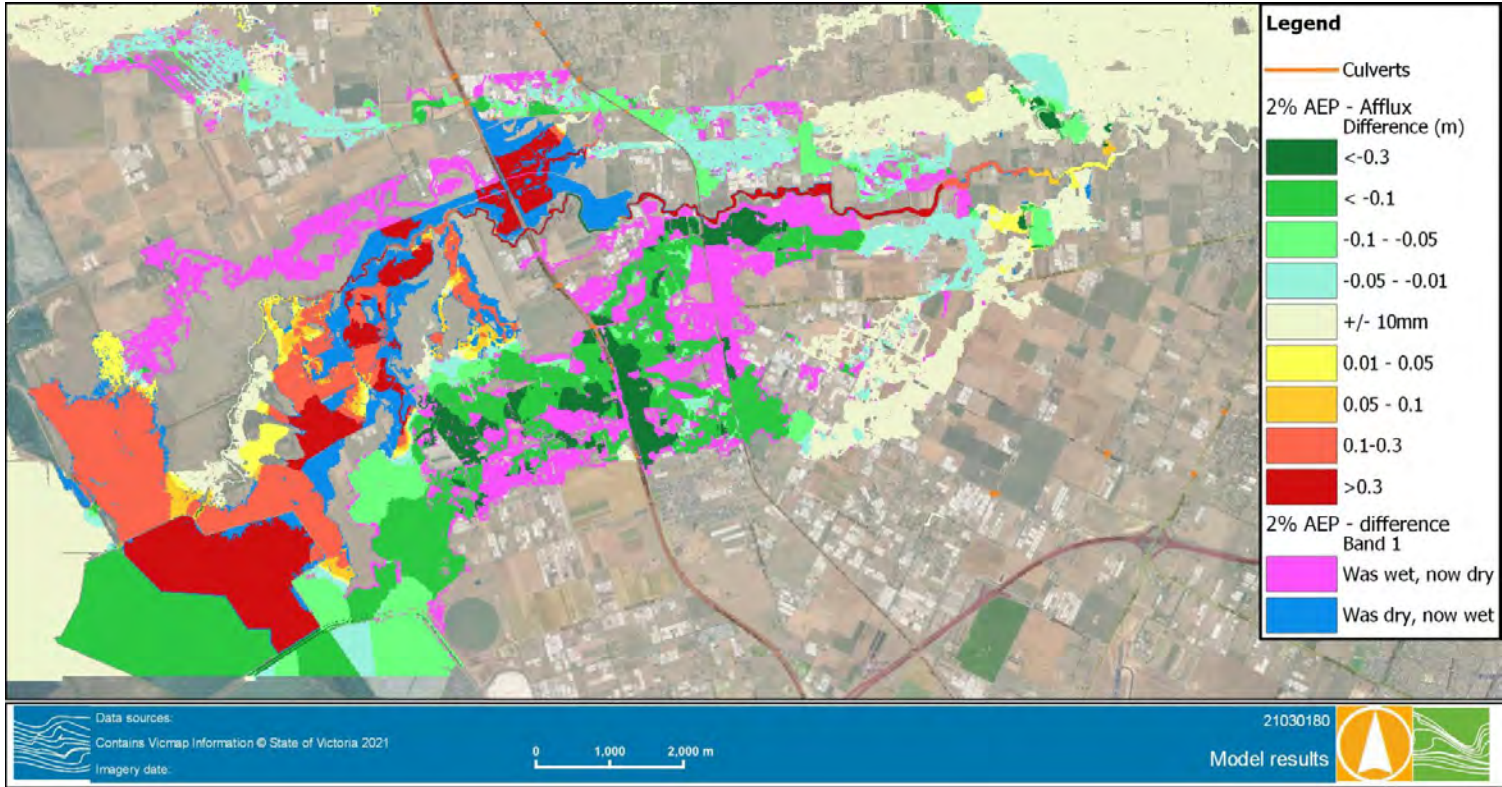 Legend
Culverts
2% AEP - Afflux
Difference (m)
<-0.3
< -0.1
-0.1 - -0.05
-0.05 - -0.01
+/- 10mm
0.01 - 0.05
0.05 - 0.1
0.1-0.3
>0.3
2% AEP - difference
Band 1
Was wet, now dry
Was dry, now wet
Data sources:
Contains Vicmap Information © State of Victoria 2021
Imagery date:
0 1,000 2,000 m
21030180
Model results